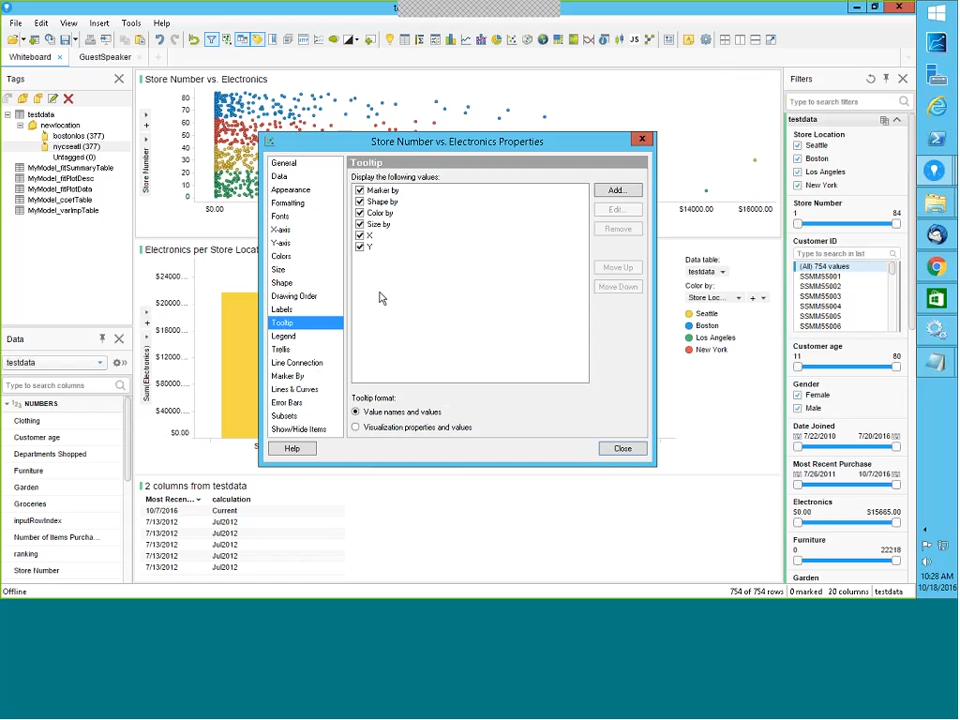 File Edit View Insert Tools Help
JS
Whiteboard GuestSpeaker
Tags
testdata
newlocation
bostonlos (377)
nycseatl (377)
Untagged (0)
MyModel_fitSummaryTable
MyModel_fitPlotDesc
MyModel_fitPlotData
MyModel_coefTable
MyModel_varImpTable
Data
testdata
Type to search columns
NUMBERS
Clothing
Customer age
Departments Shopped
Furniture
Garden
Groceries
inputRowIndex
Number of Items Purcha...
ranking
Store Number
Store Number vs. Electronics
Store Number
80
70
60
50
40
30
20
10
0
$0.00 $14000.00 $16000.00
Electronics per Store Locat
Sum(Electronics)
$24000...
$20000...
$16000...
$12000...
$80000...
$40000...
$0.00
Data table:
testdata
Color by:
Store Loc...
Seattle
Boston
Los Angeles
New York
2 columns from testdata
Most Recen... calculation
10/7/2016 Current
7/13/2012 Jul2012
7/13/2012 Jul2012
7/13/2012 Jul2012
7/13/2012 Jul2012
7/13/2012 Jul2012
Store Number vs. Electronics Properties
General
Data
Appearance
Formatting
Fonts
X-axis
Y-axis
Colors
Size
Shape
Drawing Order
Labels
Tooltip
Legend
Trellis
Line Connection
Marker By
Lines & Curves
Error Bars
Subsets
Show/Hide Items
Tooltip
Display the following values:
Marker by
Shape by
Color by
Size by
X
Y
Add...
Edit...
Remove
Move Up
Move Down
Tooltip format:
Value names and values
Visualization properties and values
Help Close
Filters
Type to search filters
testdata
Store Location
Seattle
Boston
Los Angeles
New York
Store Number
1 84
Customer ID
Type to search in list
(All) 754 values
SSMM55001
SSMM55002
SSMM55003
SSMM55004
SSMM55005
SSMM55006
Customer age
11 80
Gender
Female
Male
Date Joined
7/22/2010 7/20/2016
Most Recent Purchase
7/26/2011 10/7/2016
Electronics
$0.00 $15665.00
Furniture
0 22218
Garden
Offline 754 of 754 rows 0 marked 20 columns testdata
10:28 AM
10/18/2016